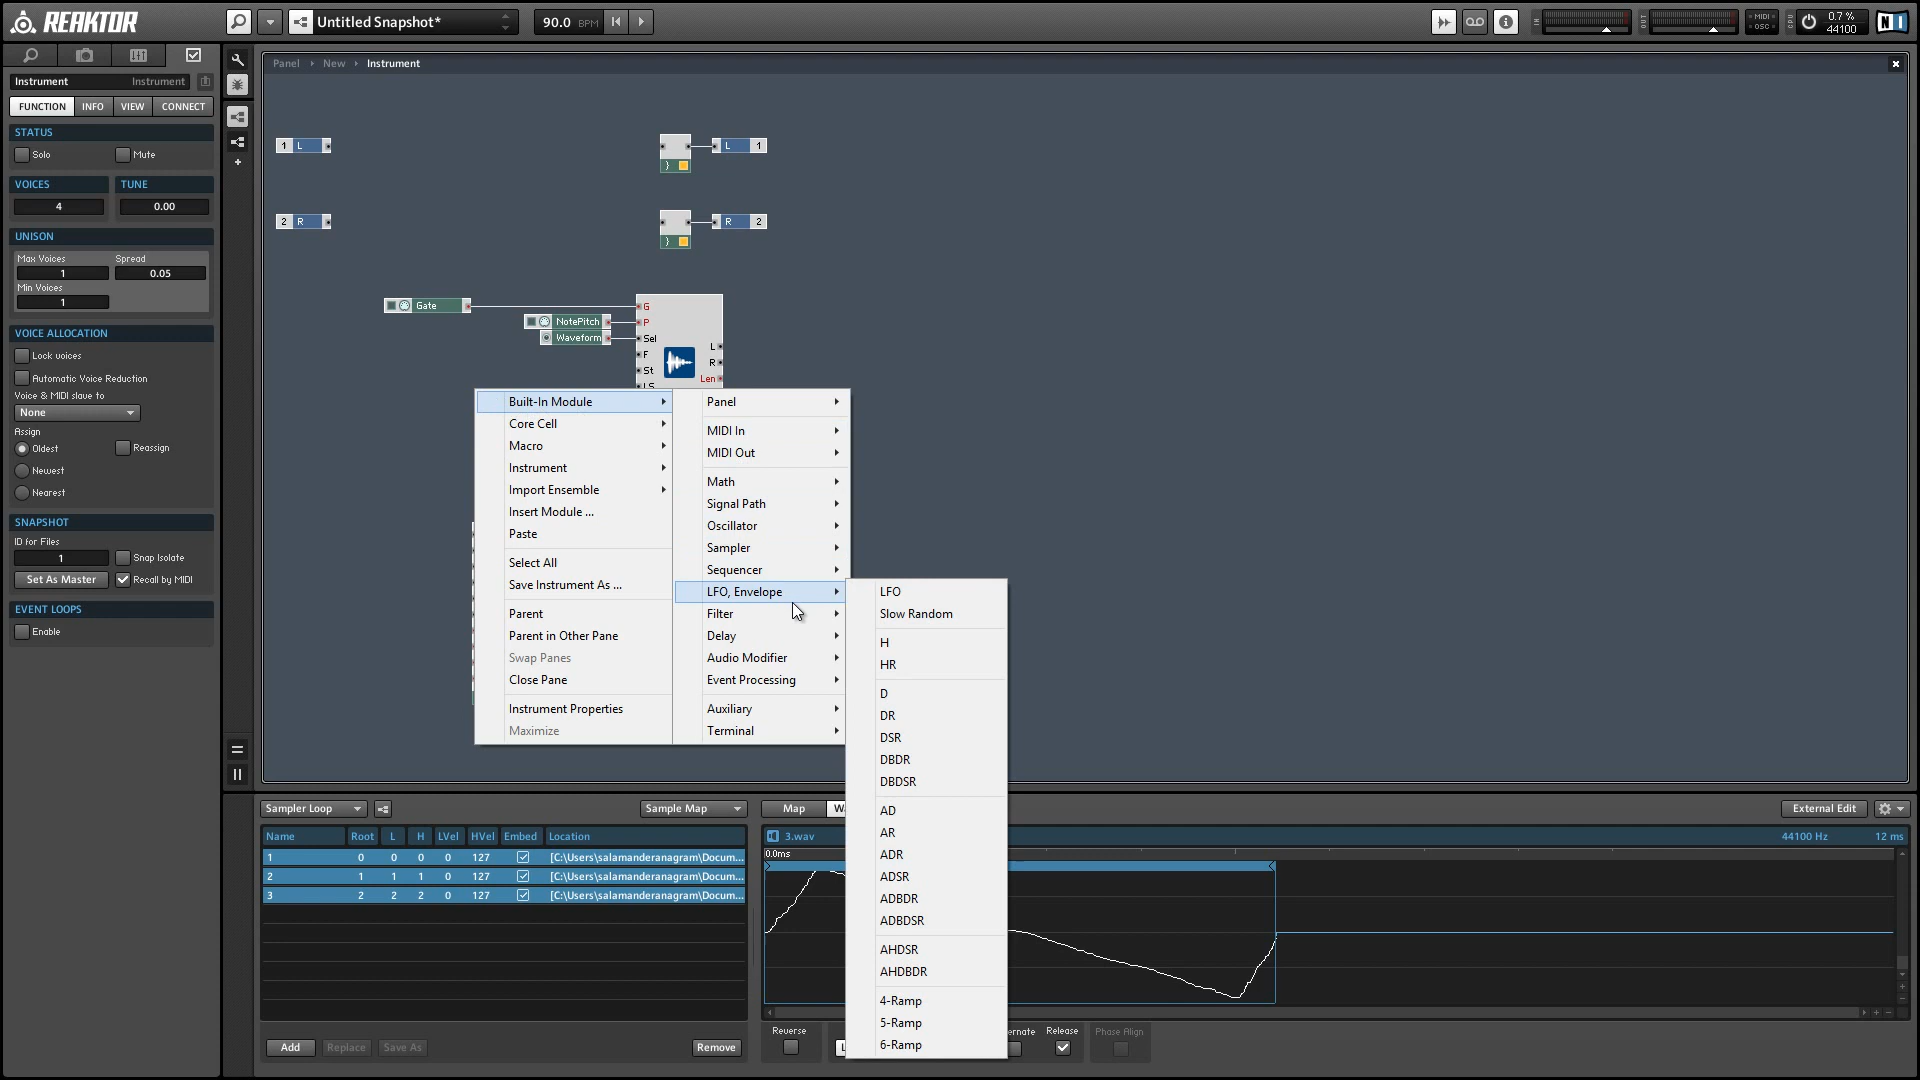 REAKTOR
Untitled Snapshot*
90.0 BPM
MIDI
OSC
0.7 %
44100
Instrument Instrument
FUNCTION INFO VIEW CONNECT
STATUS
Solo Mute
VOICES TUNE
4 0.00
UNISON
Max Voices Spread
1 0.05
Min Voices
1
VOICE ALLOCATION
Lock voices
Automatic Voice Reduction
Voice & MIDI slave to
None
Assign
Oldest Reassign
Newest
Nearest
SNAPSHOT
ID for Files
1 Snap Isolate
Set As Master Recall by MIDI
EVENT LOOPS
Enable
Panel New Instrument
1 L
L 1
2 R
R 2
Gate
NotePitch
Waveform
G
P
Sel
F
St
LS
L
R
Len
Built-In Module
Core Cell
Macro
Instrument
Import Ensemble
Insert Module ...
Paste
Select All
Save Instrument As ...
Parent
Parent in Other Pane
Swap Panes
Close Pane
Instrument Properties
Maximize
Panel
MIDI In
MIDI Out
Math
Signal Path
Oscillator
Sampler
Sequencer
LFO, Envelope
Filter
Delay
Audio Modifier
Event Processing
Auxiliary
Terminal
LFO
Slow Random
H
HR
D
DR
DSR
DBDR
DBDSR
AD
AR
ADR
ADSR
ADBDR
ADBDSR
AHDSR
AHDBDR
4-Ramp
5-Ramp
6-Ramp
Sampler Loop Sample Map Map External Edit
Name Root L H LVel HVel Embed Location
1 0 0 0 0 127 [C:\Users\salamanderanagram\Docum...
2 1 1 1 0 127 [C:\Users\salamanderanagram\Docum...
3 2 2 2 0 127 [C:\Users\salamanderanagram\Docum...
3.wav 44100 Hz 12 ms
0.0ms
Add Replace Save As Remove
Reverse Release Phase Align